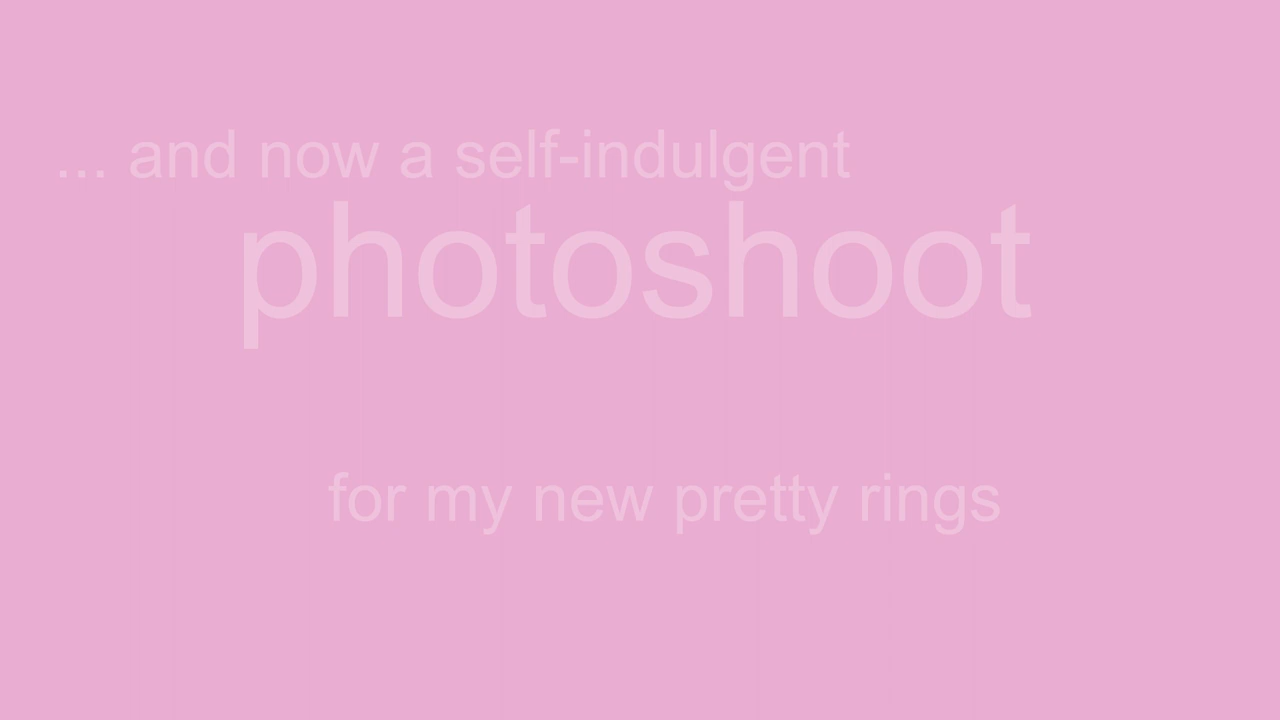 ... and now a self-indulgent
photoshoot
for my new pretty rings